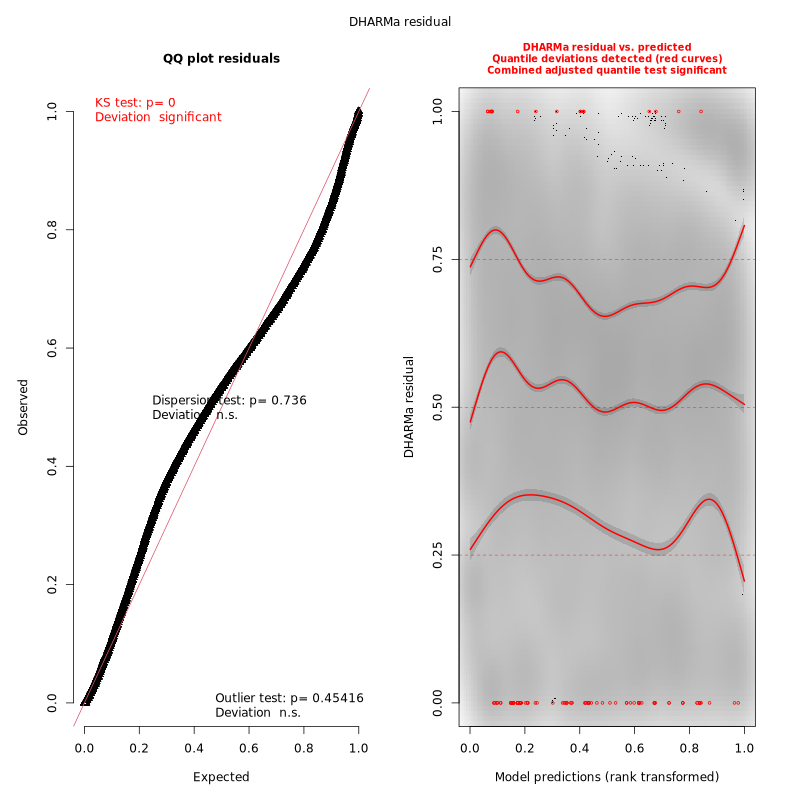 DHARMa residual
QQ plot residuals
KS test: p= 0
Deviation  significant
Dispersion test: p= 0.736
Deviation  n.s.
Outlier test: p= 0.45416
Deviation  n.s.
Observed
0.0 0.2 0.4 0.6 0.8 1.0
0.0 0.2 0.4 0.6 0.8 1.0
Expected
DHARMa residual vs. predicted
Quantile deviations detected (red curves)
Combined adjusted quantile test significant
DHARMa residual
0.00 0.25 0.50 0.75 1.00
0.0 0.2 0.4 0.6 0.8 1.0
Model predictions (rank transformed)